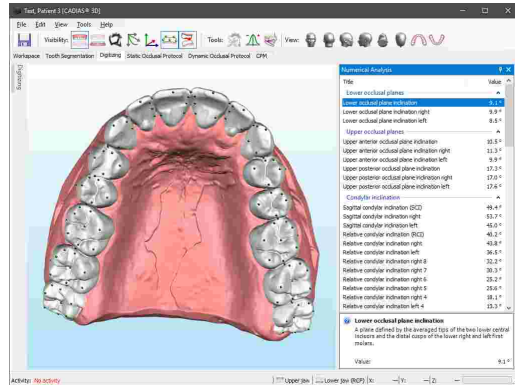 Test, Patient 3 [CADIAS® 3D]
File Edit View Tools Help
Visibility: Tools: View:
Workspace Tooth Segmentation Digitizing Static Occlusal Protocol Dynamic Occlusal Protocol CPM
Digitizing
Numerical Analysis
Title Value
Lower occlusal planes
Lower occlusal plane inclination 9.1 °
Lower occlusal plane inclination right 9.9 °
Lower occlusal plane inclination left 8.5 °
Upper occlusal planes
Upper anterior occlusal plane inclination 10.5 °
Upper anterior occlusal plane inclination right 11.3 °
Upper anterior occlusal plane inclination left 9.9 °
Upper posterior occlusal plane inclination 17.3 °
Upper posterior occlusal plane inclination right 17.0 °
Upper posterior occlusal plane inclination left 17.6 °
Condylar inclination
Sagittal condylar inclination (SCI) 49.4 °
Sagittal condylar inclination right 53.7 °
Sagittal condylar inclination left 45.0 °
Relative condylar inclination (RCI) 40.2 °
Relative condylar inclination right 43.8 °
Relative condylar inclination left 36.5 °
Relative condylar inclination right 8 32.2 °
Relative condylar inclination right 7 30.3 °
Relative condylar inclination right 6 25.2 °
Relative condylar inclination right 5 25.6 °
Relative condylar inclination right 4 18.1 °
Relative condylar inclination left 4 13.3 °
Lower occlusal plane inclination
A plane defined by the averaged tips of the two lower central
incisors and the distal cusps of the lower right and left first
molars.
Value: 9.1 °
Activity: No activity Upper jaw Lower jaw (RCP) X: — Y: — Z: —